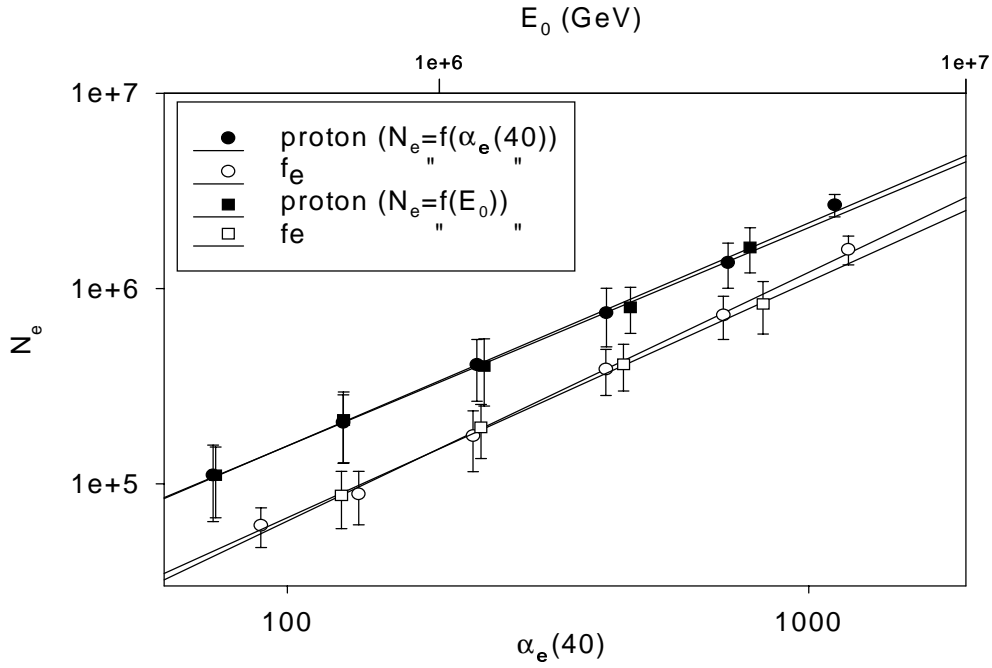 E0 (GeV)
1e+6 1e+7
1e+7
1e+6
1e+5
Ne
proton (Ne=f(αe(40))
fe " "
proton (Ne=f(E0))
fe " "
100 1000
αe(40)